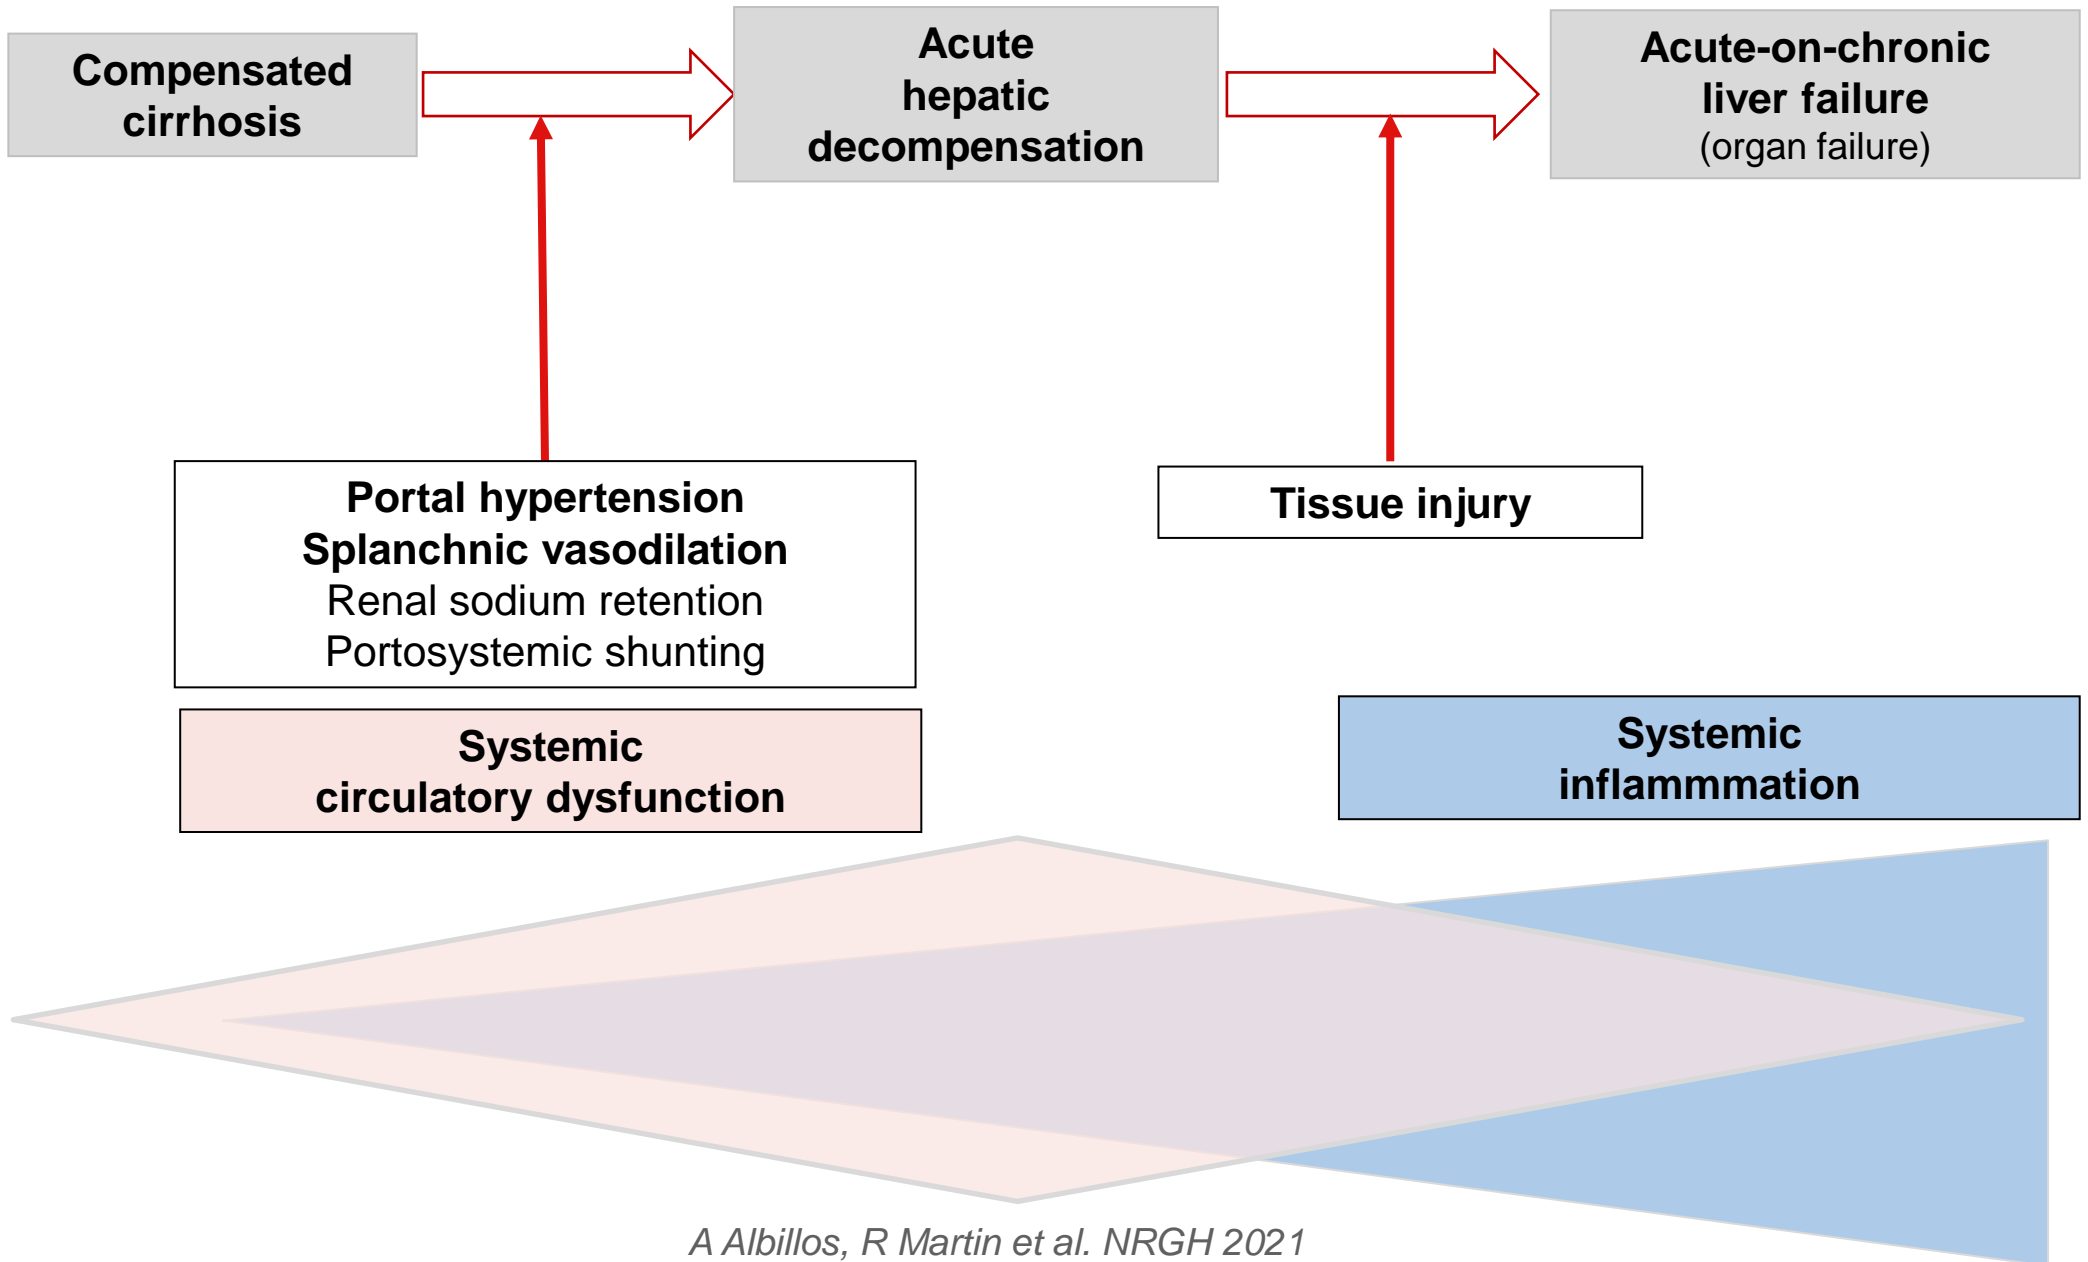 Compensated
cirrhosis
Acute
hepatic
decompensation
Acute-on-chronic
liver failure
(organ failure)
Portal hypertension
Splanchnic vasodilation
Renal sodium retention
Portosystemic shunting
Tissue injury
Systemic
circulatory dysfunction
Systemic
inflammmation
A Albillos, R Martin et al. NRGH 2021